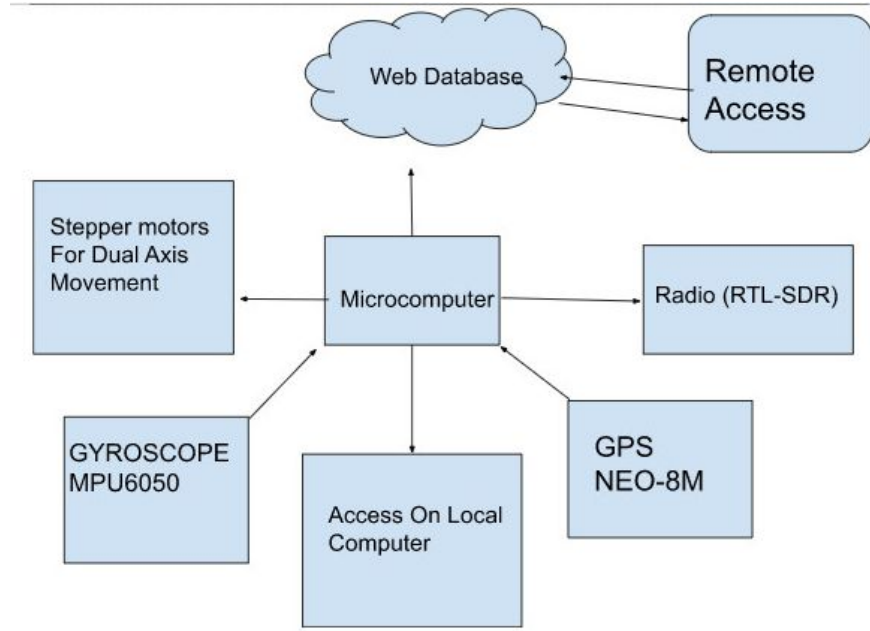 Web Database
Remote
Access
Stepper motors
For Dual Axis
Movement
Microcomputer
Radio (RTL-SDR)
GYROSCOPE
MPU6050
GPS
NEO-8M
Access On Local
Computer